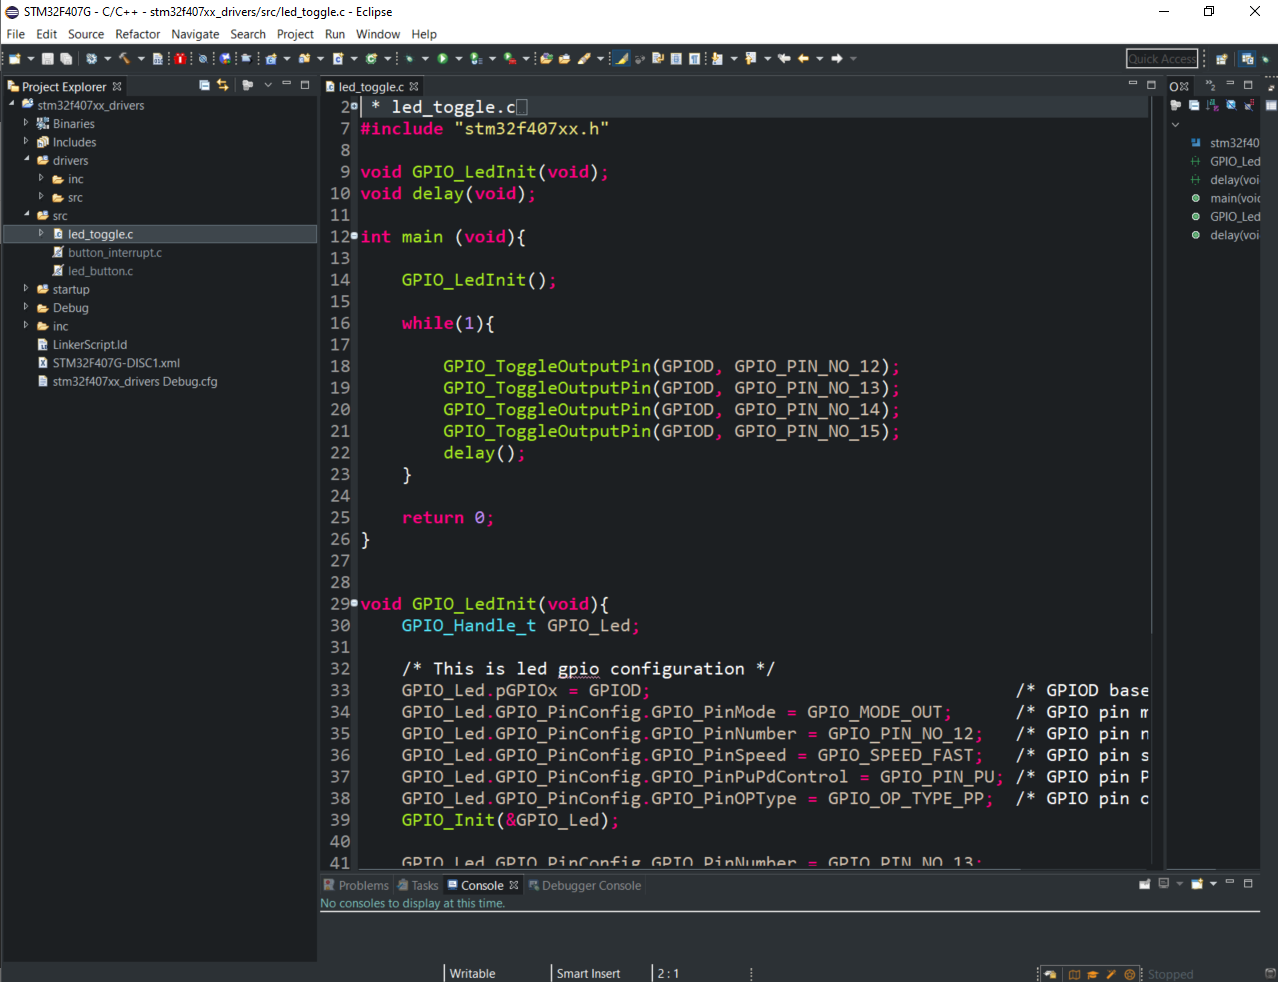 STM32F407G - C/C++ - stm32f407xx_drivers/src/led_toggle.c - Eclipse
File Edit Source Refactor Navigate Search Project Run Window Help
Quick Access
Project Explorer
stm32f407xx_drivers
Binaries
Includes
drivers
inc
src
src
led_toggle.c
button_interrupt.c
led_button.c
startup
Debug
inc
LinkerScript.ld
STM32F407G-DISC1.xml
stm32f407xx_drivers Debug.cfg
led_toggle.c
2 * led_toggle.c
7 #include "stm32f407xx.h"
8
9 void GPIO_LedInit(void);
10 void delay(void);
11
12 int main (void){
13
14 GPIO_LedInit();
15
16 while(1){
17
18 GPIO_ToggleOutputPin(GPIOD, GPIO_PIN_NO_12);
19 GPIO_ToggleOutputPin(GPIOD, GPIO_PIN_NO_13);
20 GPIO_ToggleOutputPin(GPIOD, GPIO_PIN_NO_14);
21 GPIO_ToggleOutputPin(GPIOD, GPIO_PIN_NO_15);
22 delay();
23 }
24
25 return 0;
26 }
27
28
29 void GPIO_LedInit(void){
30 GPIO_Handle_t GPIO_Led;
31
32 /* This is led gpio configuration */
33 GPIO_Led.pGPIOx = GPIOD; /* GPIOD base
34 GPIO_Led.GPIO_PinConfig.GPIO_PinMode = GPIO_MODE_OUT; /* GPIO pin m
35 GPIO_Led.GPIO_PinConfig.GPIO_PinNumber = GPIO_PIN_NO_12; /* GPIO pin n
36 GPIO_Led.GPIO_PinConfig.GPIO_PinSpeed = GPIO_SPEED_FAST; /* GPIO pin s
37 GPIO_Led.GPIO_PinConfig.GPIO_PinPuPdControl = GPIO_PIN_PU; /* GPIO pin P
38 GPIO_Led.GPIO_PinConfig.GPIO_PinOPType = GPIO_OP_TYPE_PP; /* GPIO pin o
39 GPIO_Init(&GPIO_Led);
40
41 GPIO_Led.GPIO_PinConfig.GPIO_PinNumber = GPIO_PIN_NO_13;
O
stm32f40
GPIO_Led
delay(voi
main(voic
GPIO_Led
delay(voi
Problems Tasks Console Debugger Console
No consoles to display at this time.
Writable Smart Insert 2 : 1 Stopped